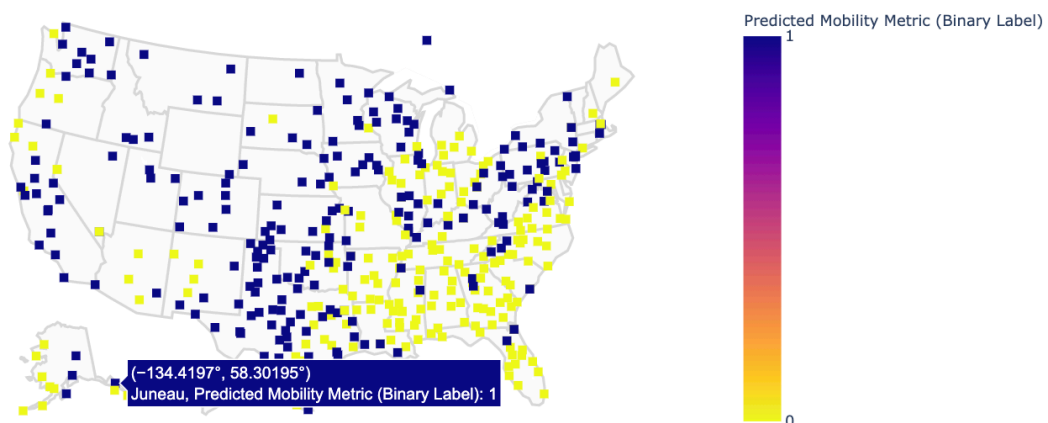 Predicted Mobility Metric (Binary Label)
1
0
(−134.4197°, 58.30195°)
Juneau, Predicted Mobility Metric (Binary Label): 1